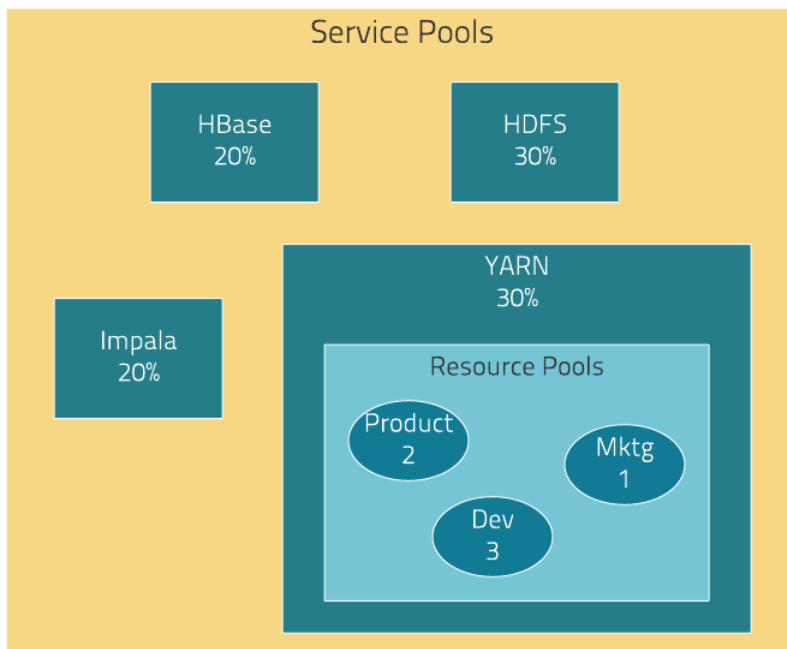 Service Pools
HBase
20%
HDFS
30%
YARN
30%
Impala
20%
Resource Pools
Product
2
Mktg
1
Dev
3